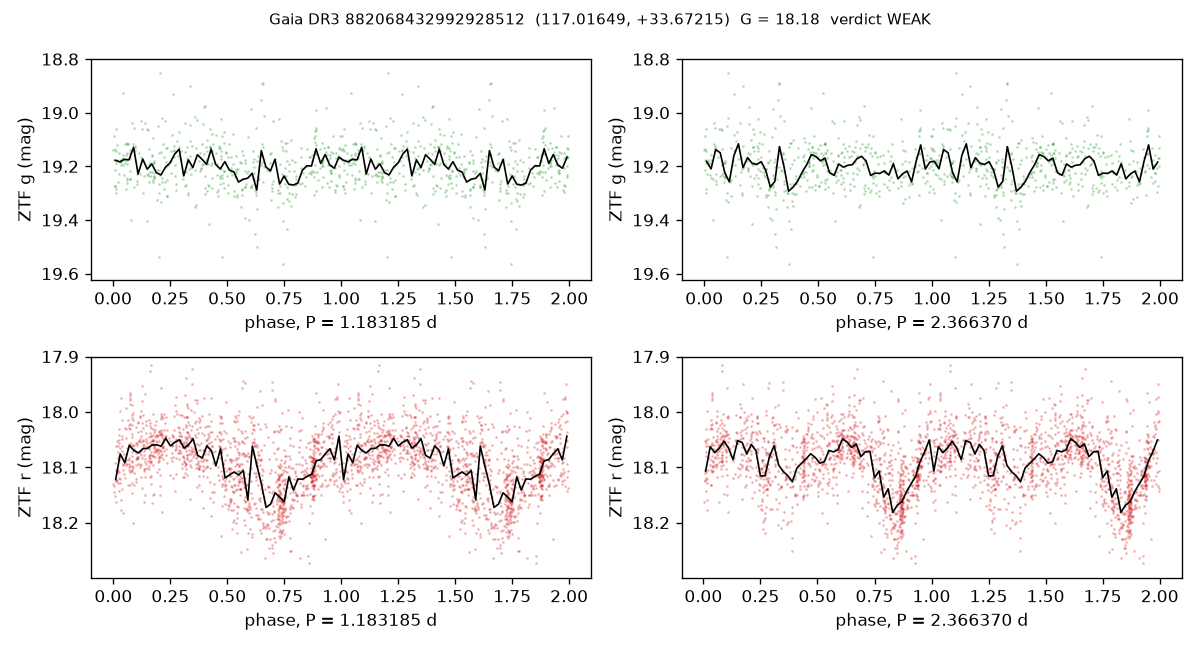 Gaia DR3 882068432992928512 (117.01649, +33.67215) G = 18.18 verdict WEAK
ZTF g (mag)
18.8
19.0
19.2
19.4
19.6
0.00 0.25 0.50 0.75 1.00 1.25 1.50 1.75 2.00
phase, P = 1.183185 d
ZTF g (mag)
18.8
19.0
19.2
19.4
19.6
0.00 0.25 0.50 0.75 1.00 1.25 1.50 1.75 2.00
phase, P = 2.366370 d
ZTF r (mag)
17.9
18.0
18.1
18.2
0.00 0.25 0.50 0.75 1.00 1.25 1.50 1.75 2.00
phase, P = 1.183185 d
ZTF r (mag)
17.9
18.0
18.1
18.2
0.00 0.25 0.50 0.75 1.00 1.25 1.50 1.75 2.00
phase, P = 2.366370 d